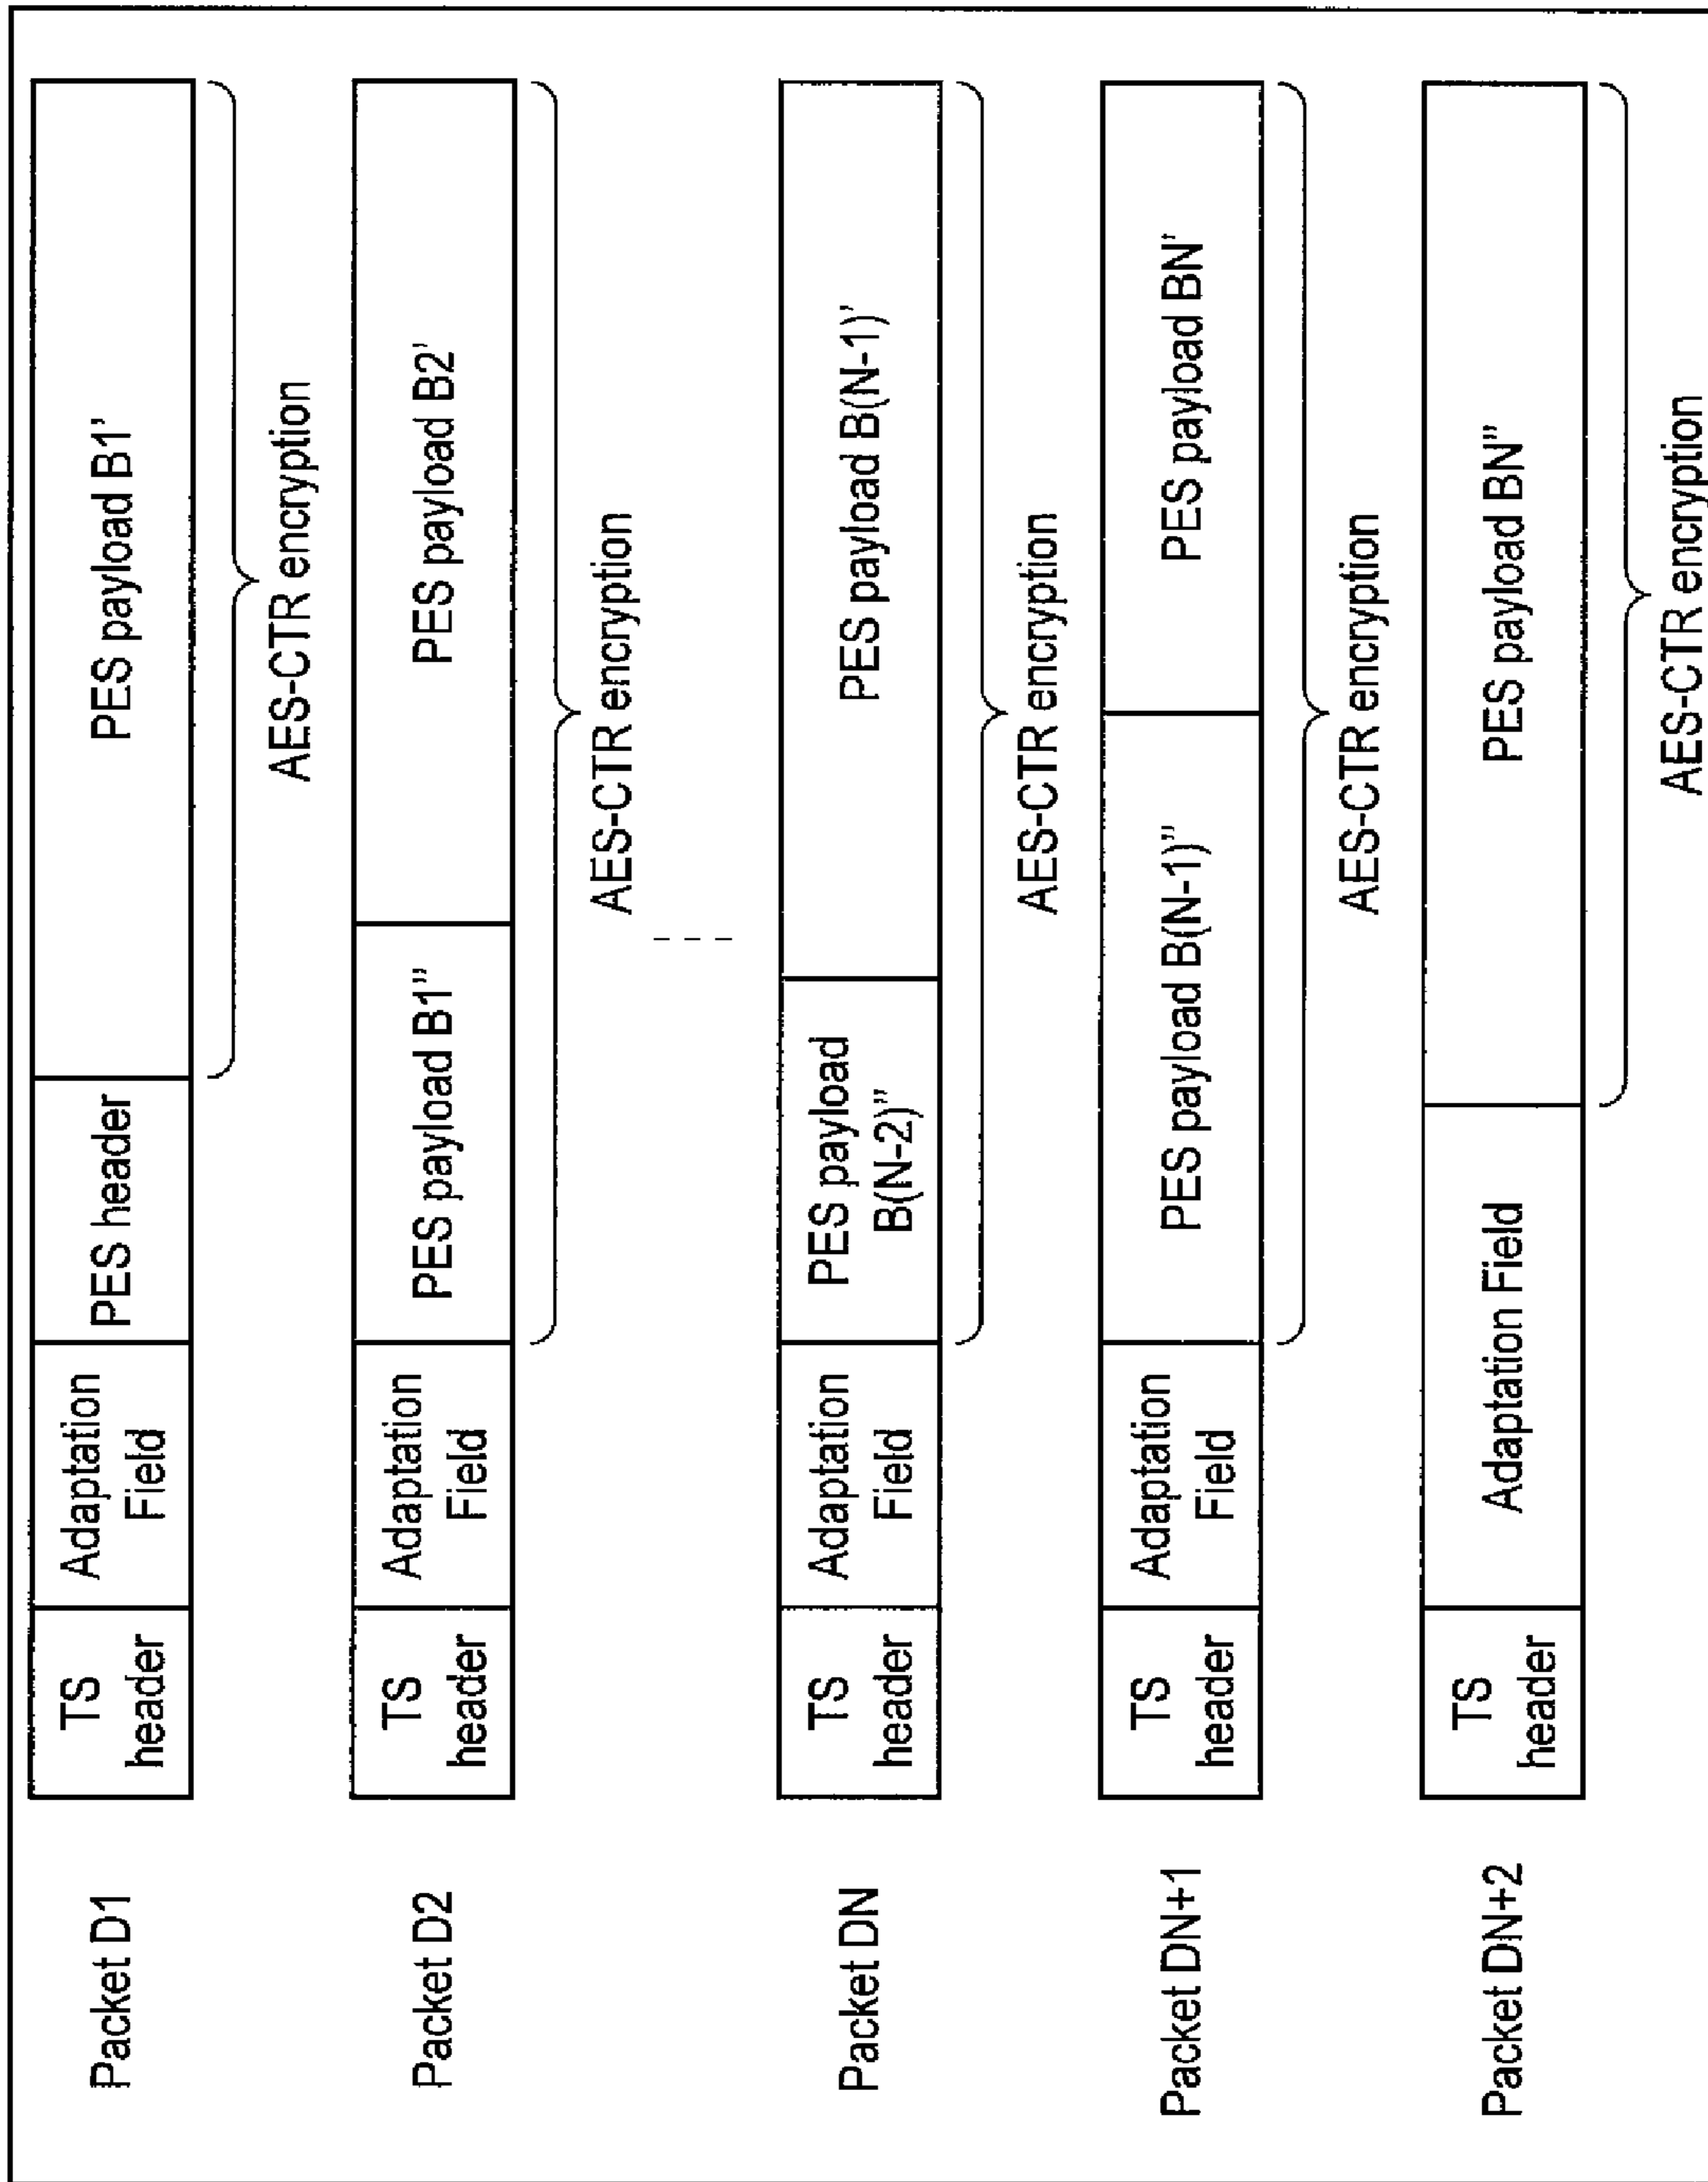 Packet D1
TS
header
Adaptation
Field
PES header
PES payload B1'
AES-CTR encryption
Packet D2
TS
header
Adaptation
Field
PES payload B1"
PES payload B2'
AES-CTR encryption
Packet DN
TS
header
Adaptation
Field
PES payload
B(N-2)"
PES payload B(N-1)'
AES-CTR encryption
Packet DN+1
TS
header
Adaptation
Field
PES payload B(N-1)"
PES payload BN'
AES-CTR encryption
Packet DN+2
TS
header
Adaptation Field
PES payload BN"
AES-CTR encryption